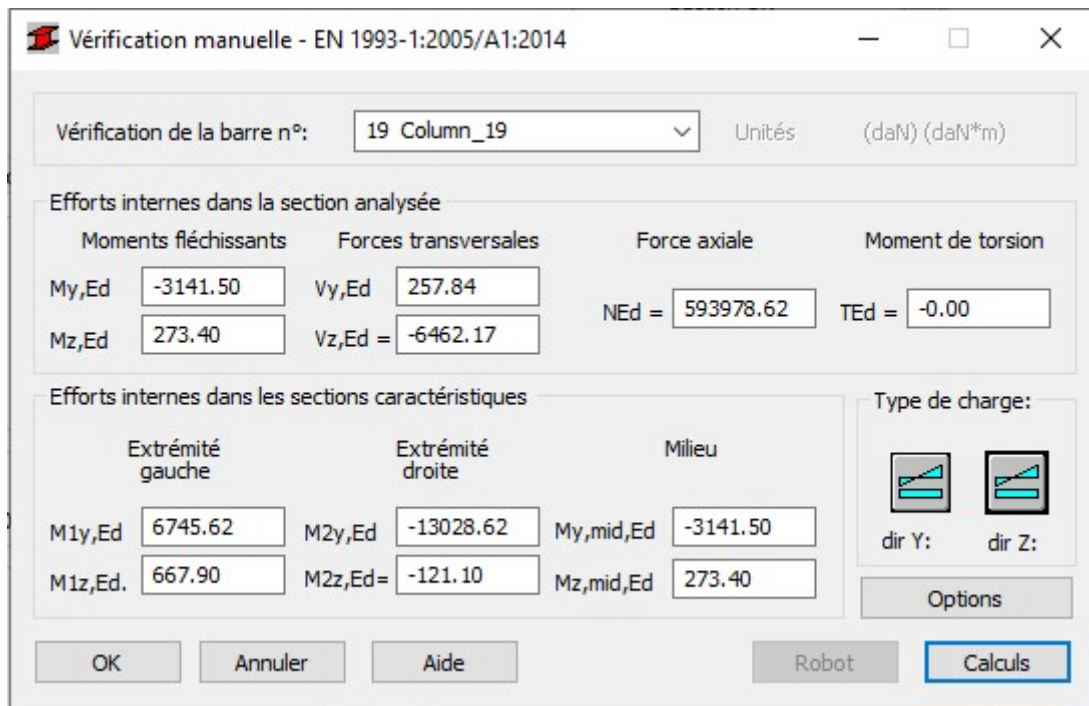 Vérification manuelle - EN 1993-1:2005/A1:2014
Vérification de la barre n°: 19 Column_19 Unités (daN) (daN*m)
Efforts internes dans la section analysée
Moments fléchissants Forces transversales Force axiale Moment de torsion
My,Ed -3141.50 Vy,Ed 257.84
NEd = 593978.62 TEd = -0.00
Mz,Ed 273.40 Vz,Ed = -6462.17
Efforts internes dans les sections caractéristiques
Type de charge:
Extrémité gauche Extrémité droite Milieu
M1y,Ed 6745.62 M2y,Ed -13028.62 My,mid,Ed -3141.50
dir Y: dir Z:
M1z,Ed. 667.90 M2z,Ed= -121.10 Mz,mid,Ed 273.40
Options
OK Annuler Aide Robot Calculs